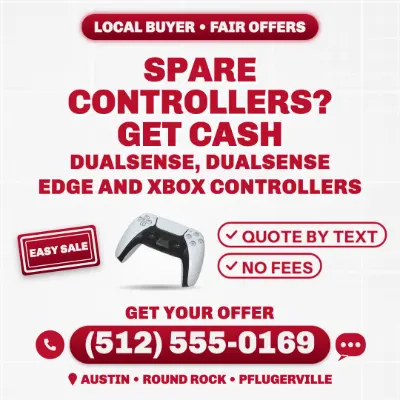 LOCAL BUYER • FAIR OFFERS
SPARE
CONTROLLERS?
GET CASH
DUALSENSE, DUALSENSE
EDGE AND XBOX CONTROLLERS
EASY SALE
QUOTE BY TEXT
NO FEES
GET YOUR OFFER
(512) 555-0169
AUSTIN • ROUND ROCK • PFLUGERVILLE